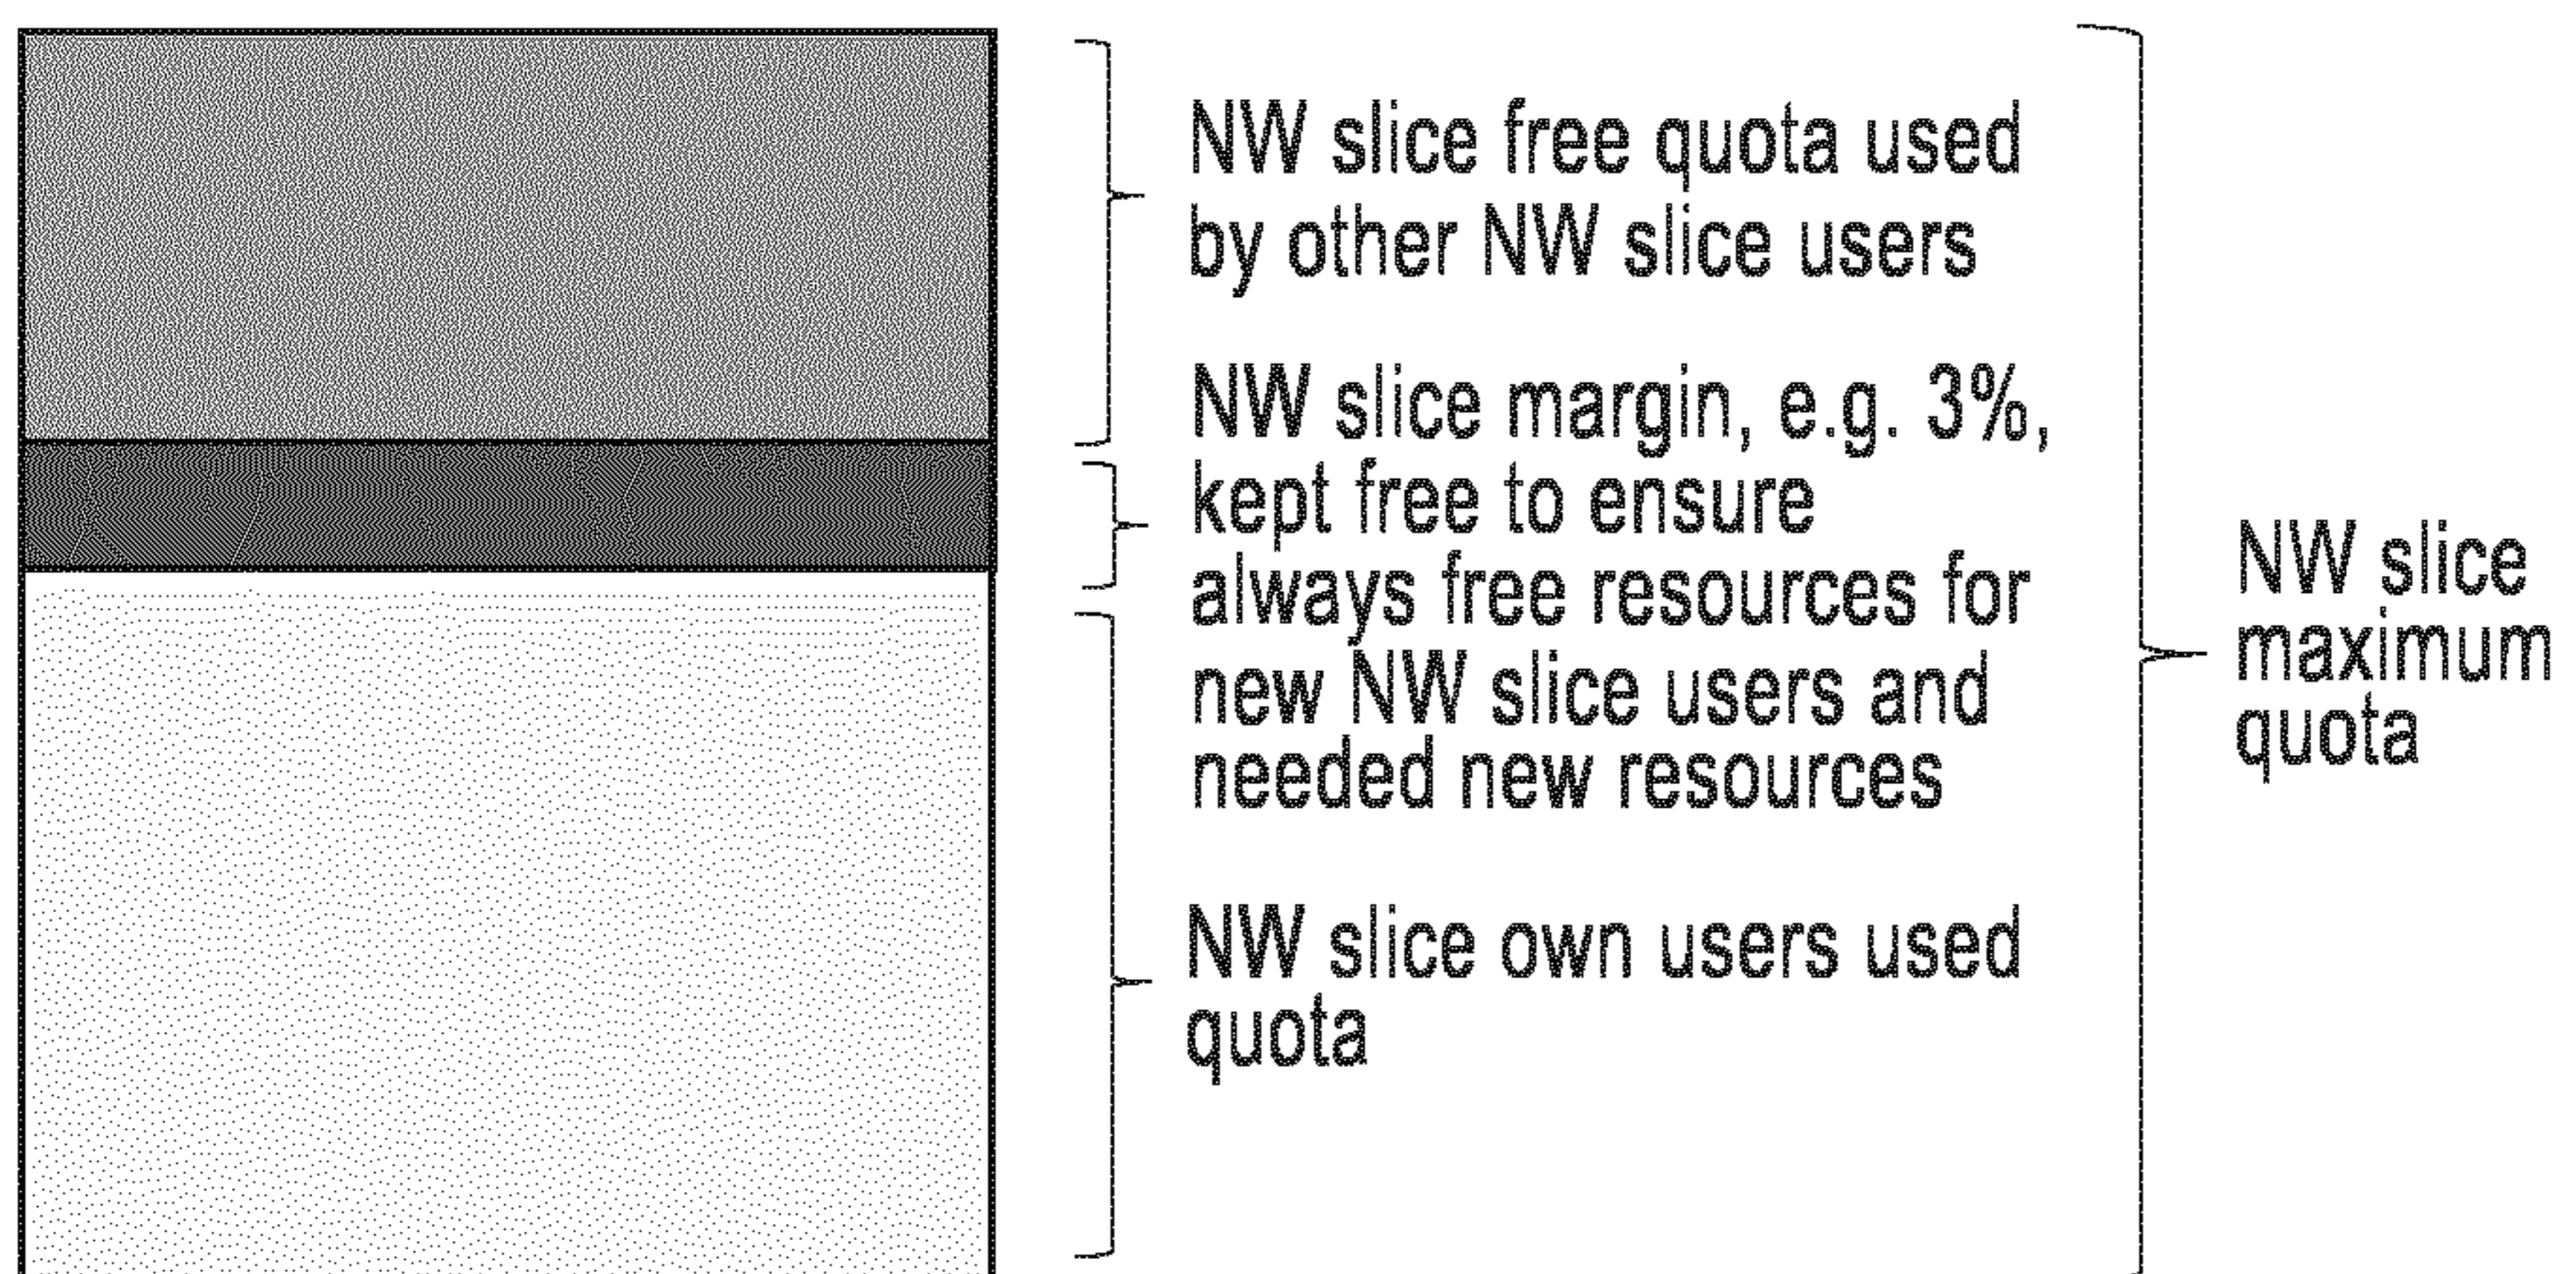 NW slice free quota used
by other NW slice users
NW slice margin, e.g. 3%,
kept free to ensure
always free resources for
new NW slice users and
needed new resources
NW slice own users used
quota
NW slice
maximum
quota